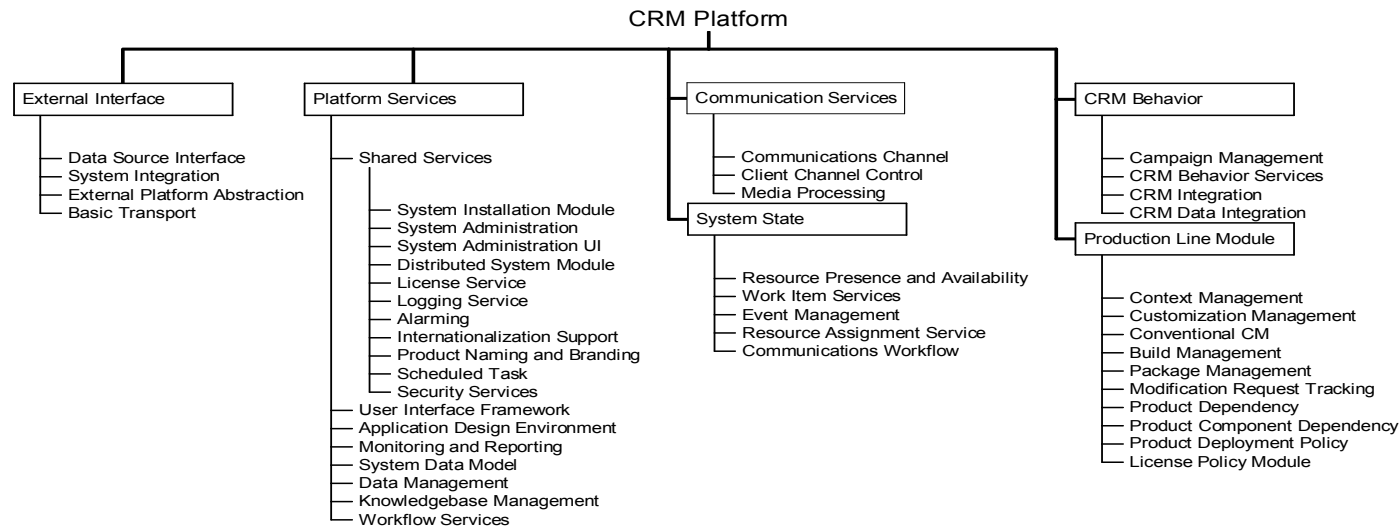 CRM Platform
External Interface
Data Source Interface
System Integration
External Platform Abstraction
Basic Transport
Platform Services
Shared Services
System Installation Module
System Administration
System Administration UI
Distributed System Module
License Service
Logging Service
Alarming
Internationalization Support
Product Naming and Branding
Scheduled Task
Security Services
User Interface Framework
Application Design Environment
Monitoring and Reporting
System Data Model
Data Management
Knowledgebase Management
Workflow Services
Communication Services
Communications Channel
Client Channel Control
Media Processing
System State
Resource Presence and Availability
Work Item Services
Event Management
Resource Assignment Service
Communications Workflow
CRM Behavior
Campaign Management
CRM Behavior Services
CRM Integration
CRM Data Integration
Production Line Module
Context Management
Customization Management
Conventional CM
Build Management
Package Management
Modification Request Tracking
Product Dependency
Product Component Dependency
Product Deployment Policy
License Policy Module